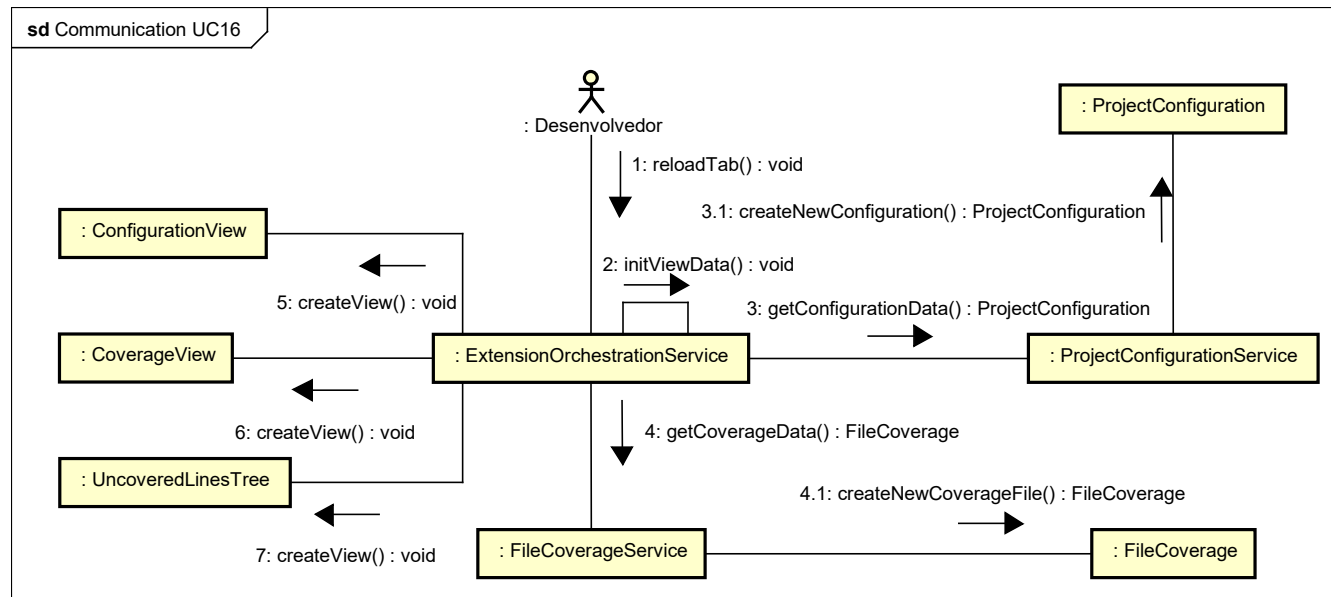 sd Communication UC16
: Desenvolvedor
: ProjectConfiguration
1: reloadTab() : void
3.1: createNewConfiguration() : ProjectConfiguration
: ConfigurationView
2: initViewData() : void
5: createView() : void
3: getConfigurationData() : ProjectConfiguration
: CoverageView
: ExtensionOrchestrationService
: ProjectConfigurationService
6: createView() : void
4: getCoverageData() : FileCoverage
: UncoveredLinesTree
4.1: createNewCoverageFile() : FileCoverage
7: createView() : void
: FileCoverageService
: FileCoverage